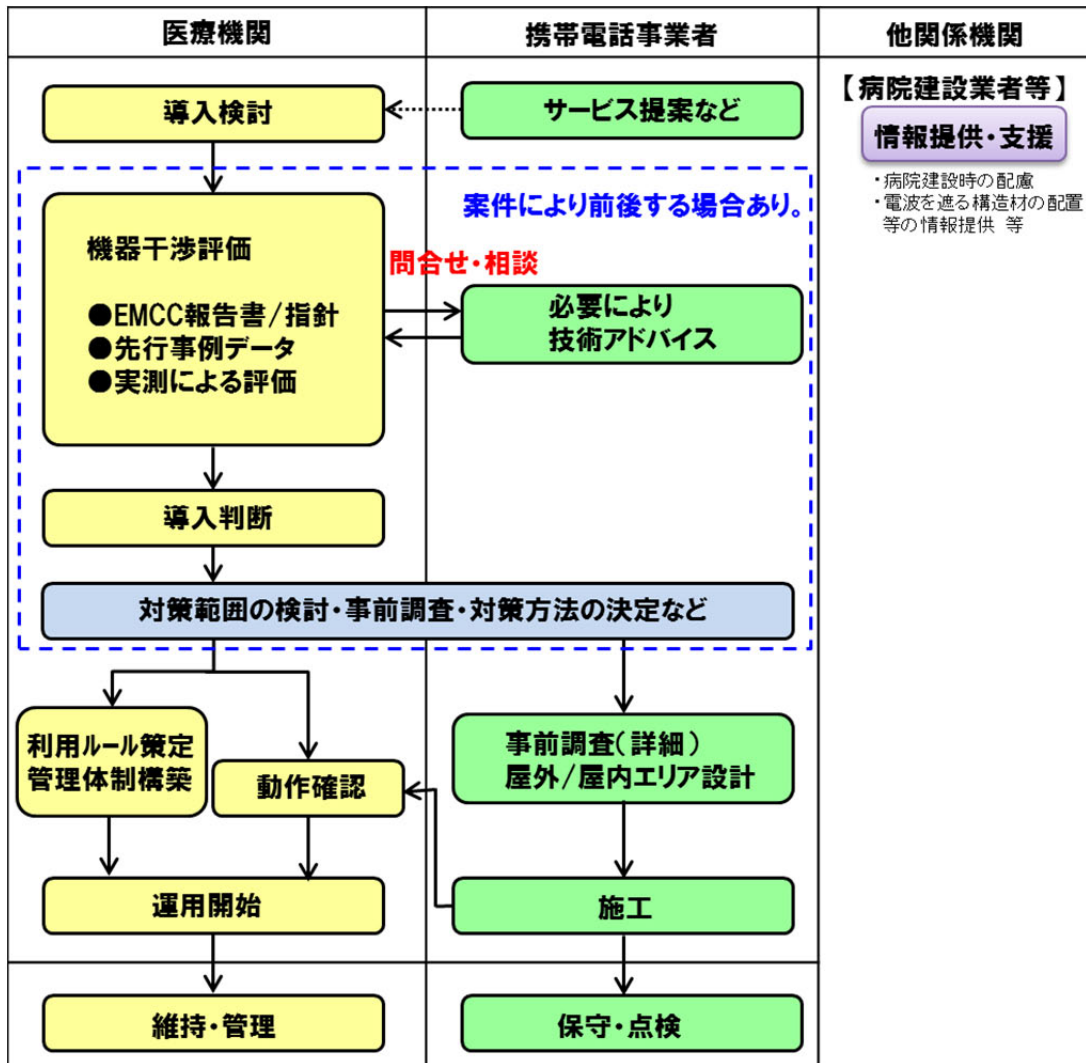 医療機関
携帯電話事業者
他関係機関
導入検討
サービス提案など
【病院建設業者等】
情報提供・支援
・病院建設時の配慮
・電波を遮る構造材の配置
等の情報提供 等
案件により前後する場合あり。
機器干渉評価
●EMCC報告書/指針
●先行事例データ
●実測による評価
問合せ・相談
必要により
技術アドバイス
導入判断
対策範囲の検討・事前調査・対策方法の決定など
利用ルール策定
管理体制構築
動作確認
事前調査(詳細)
屋外/屋内エリア設計
運用開始
施工
維持・管理
保守・点検